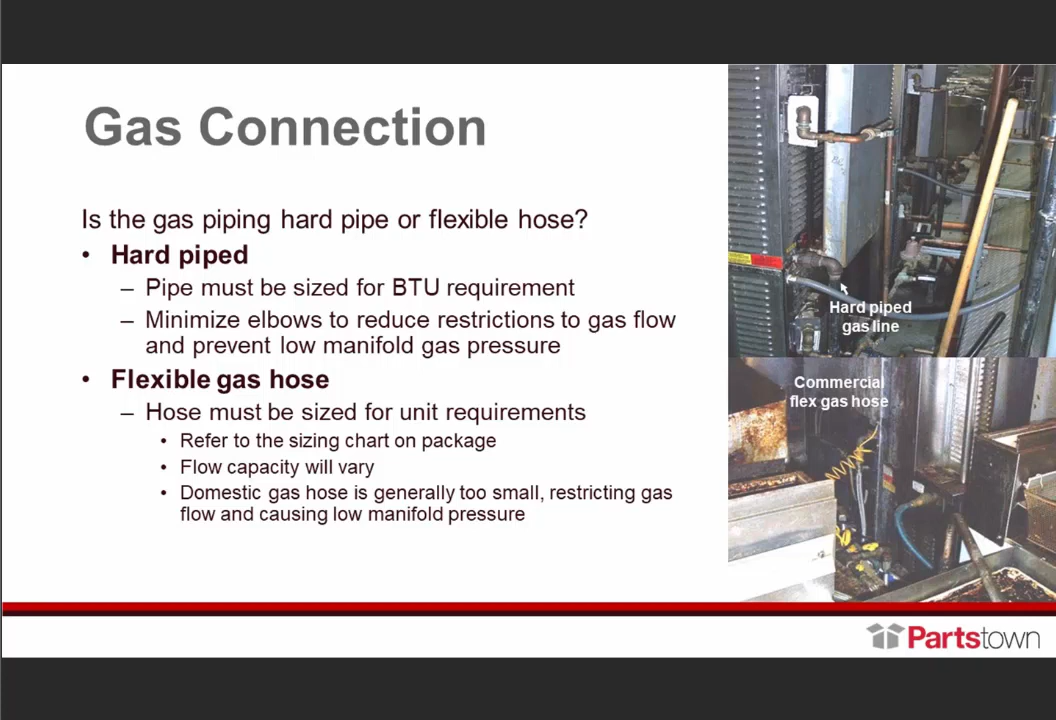 Gas Connection
Is the gas piping hard pipe or flexible hose?
• Hard piped
– Pipe must be sized for BTU requirement
– Minimize elbows to reduce restrictions to gas flow
and prevent low manifold gas pressure
• Flexible gas hose
– Hose must be sized for unit requirements
• Refer to the sizing chart on package
• Flow capacity will vary
• Domestic gas hose is generally too small, restricting gas
flow and causing low manifold pressure
Hard piped
gas line
Commercial
flex gas hose
Partstown